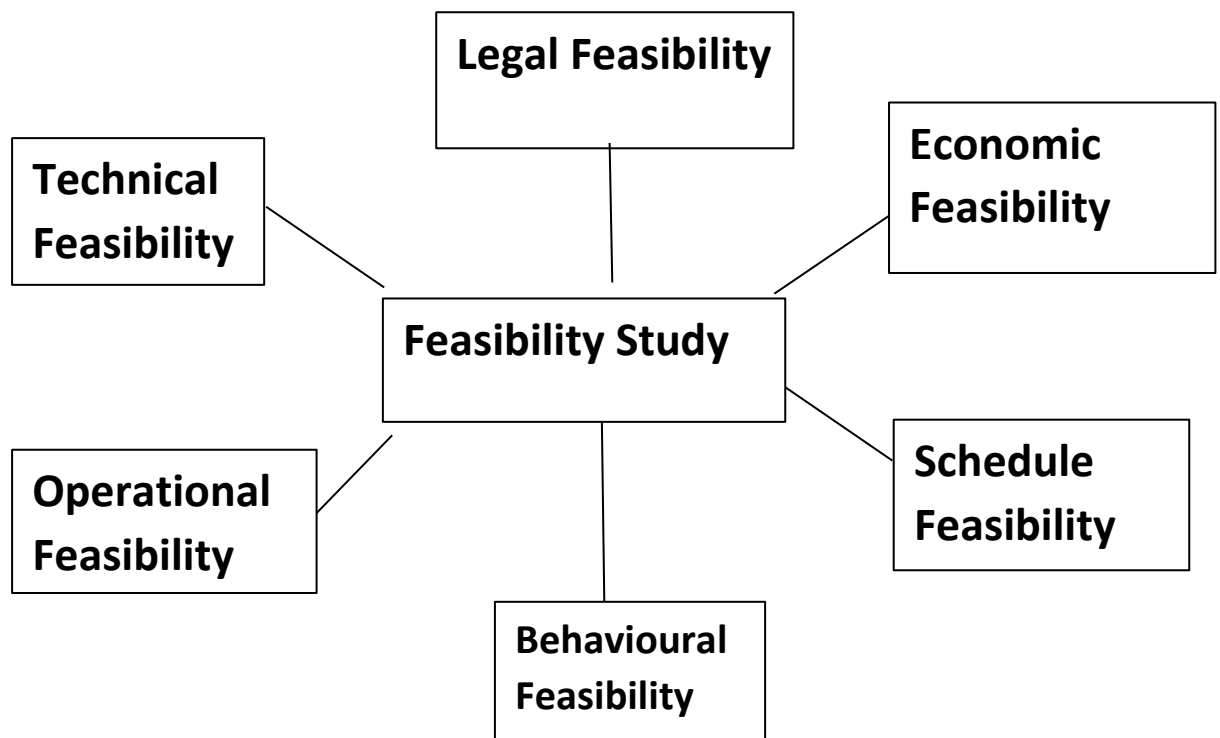 Legal Feasibility
Economic
Feasibility
Technical
Feasibility
Feasibility Study
Schedule
Feasibility
Operational
Feasibility
Behavioural
Feasibility